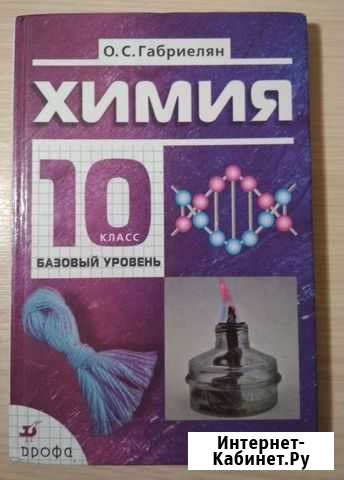 О. С. Габриелян
ХИМИЯ
10
КЛАСС
БАЗОВЫЙ УРОВЕНЬ
дрофа
Интернет-
Кабинет.Ру